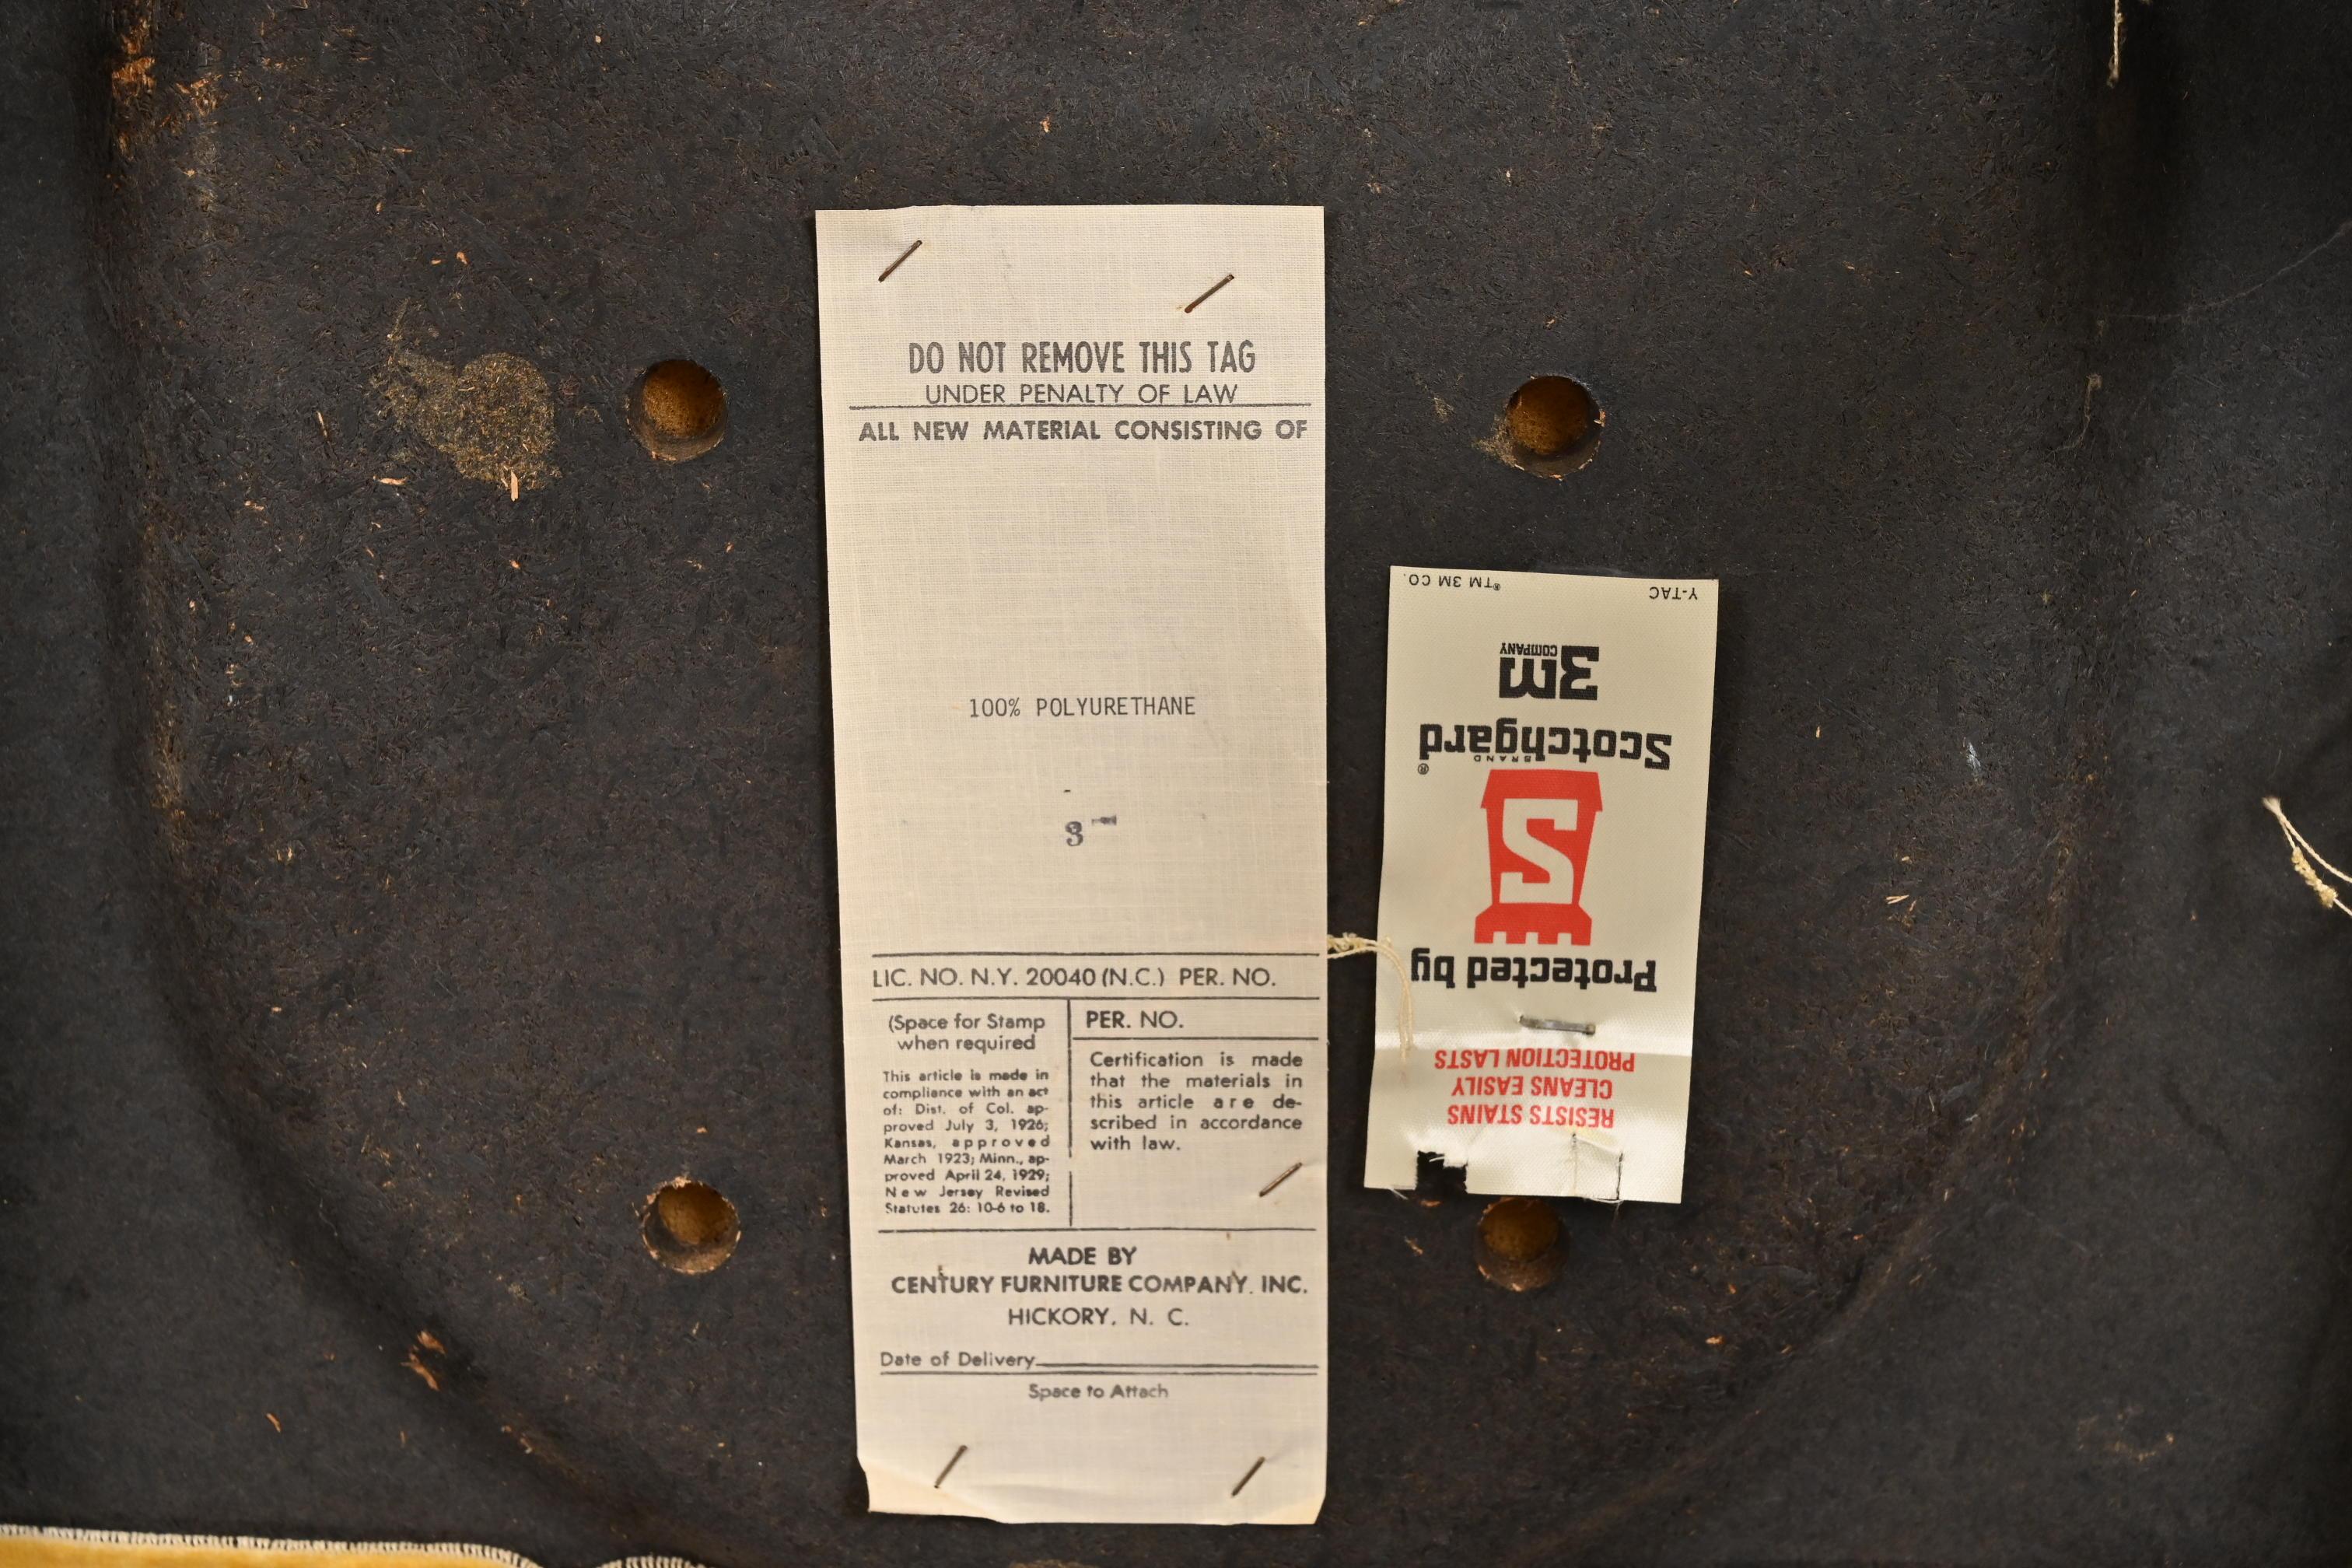 DO NOT REMOVE THIS TAG
UNDER PENALTY OF LAW
ALL NEW MATERIAL CONSISTING OF
100% POLYURETHANE
3
LIC. NO. N.Y. 20040 (N.C.) PER. NO.
(Space for Stamp
when required
This article is made in
compliance with an act
of: Dist. of Col. ap-
proved July 3, 1926;
Kansas, approved
March 1923; Minn., ap-
proved April 24, 1929;
New Jersey Revised
Statutes 26: 10-6 to 18.
PER. NO.
Certification is made
that the materials in
this article are de-
scribed in accordance
with law.
MADE BY
CENTURY FURNITURE COMPANY. INC.
HICKORY, N. C.
Date of Delivery
Space to Attach
RESISTS STAINS
CLEANS EASILY
PROTECTION LASTS
Protected by
S
Scotchgard®
BRAND
3M
COMPANY
Y-TAC
®TM 3M CO.